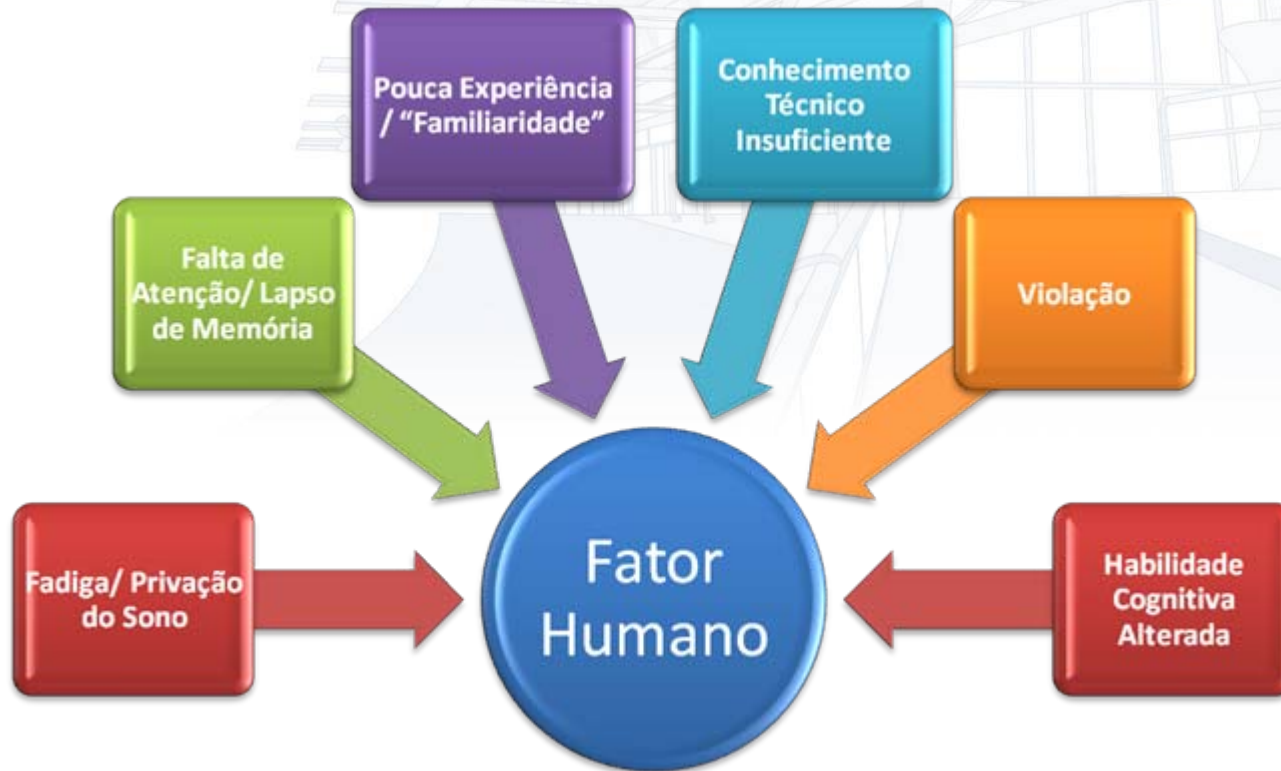 Pouca Experiência
/ “Familiaridade”
Conhecimento
Técnico
Insuficiente
Falta de
Atenção/ Lapso
de Memória
Violação
Fadiga/ Privação
do Sono
Fator
Humano
Habilidade
Cognitiva
Alterada